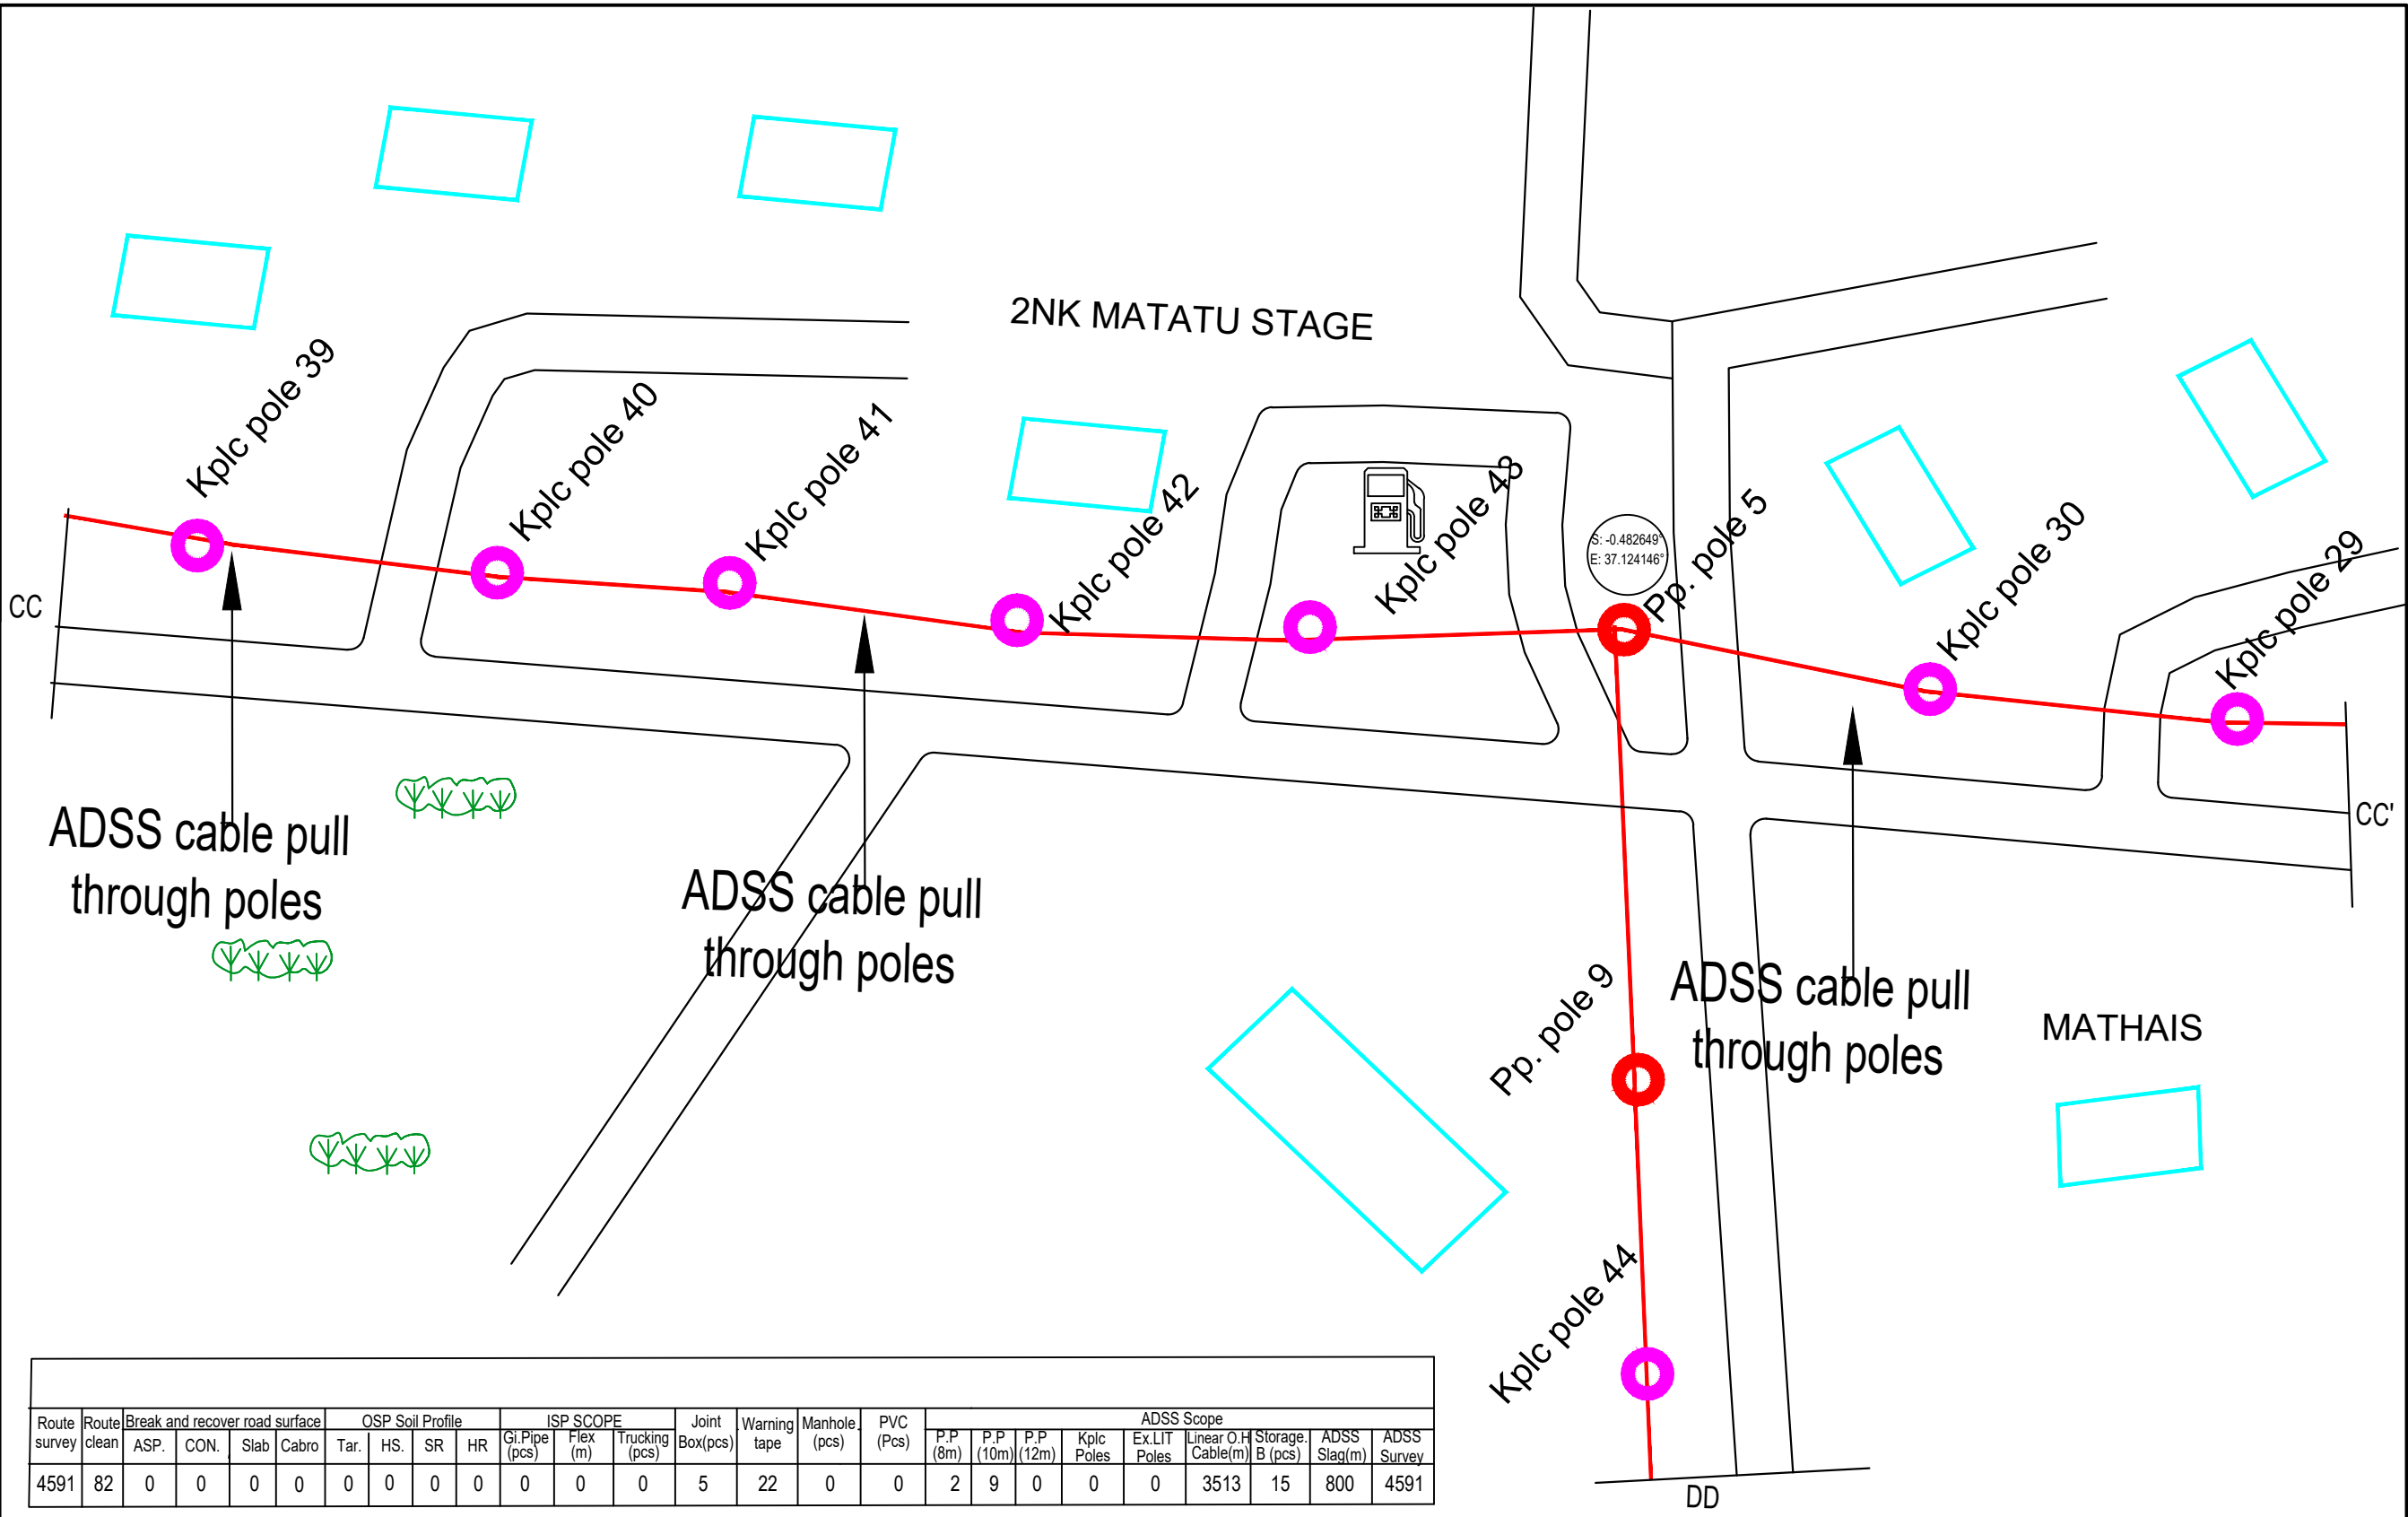 2NK MATATU STAGE
Kplc pole 39
Kplc pole 40
Kplc pole 41
Kplc pole 42
Kplc pole 43
S: -0.482649°
E: 37.124146°
Pp. pole 5
Kplc pole 30
Kplc pole 29
CC
CC'
ADSS cable pull
through poles
ADSS cable pull
through poles
ADSS cable pull
through poles
Pp. pole 9
MATHAIS
Kplc pole 44
DD
Route survey
Route clean
Break and recover road surface
ASP. CON. Slab Cabro
OSP Soil Profile
Tar. HS. SR HR
ISP SCOPE
Gi.Pipe (pcs) Flex (m) Trucking (pcs)
Joint Box(pcs)
Warning tape
Manhole (pcs)
PVC (Pcs)
ADSS Scope
P.P (8m) P.P (10m) P.P (12m) Kplc Poles Ex.LIT Poles Linear O.H Cable(m) Storage. B (pcs) ADSS Slag(m) ADSS Survey
4591 82 0 0 0 0 0 0 0 0 0 0 0 5 22 0 0 2 9 0 0 0 3513 15 800 4591